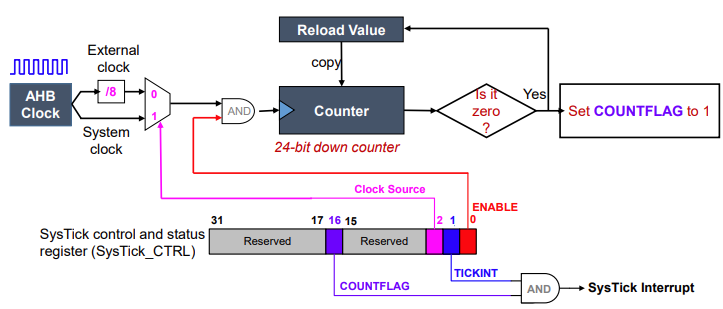 Reload Value
External
clock
copy
AHB
Clock
/8
0
1
AND
Counter
Is it
zero
?
Yes
Set COUNTFLAG to 1
System
clock
24-bit down counter
Clock Source
ENABLE
31
17
16
15
2
1
0
SysTick control and status
register (SysTick_CTRL)
Reserved
Reserved
TICKINT
COUNTFLAG
AND
SysTick Interrupt